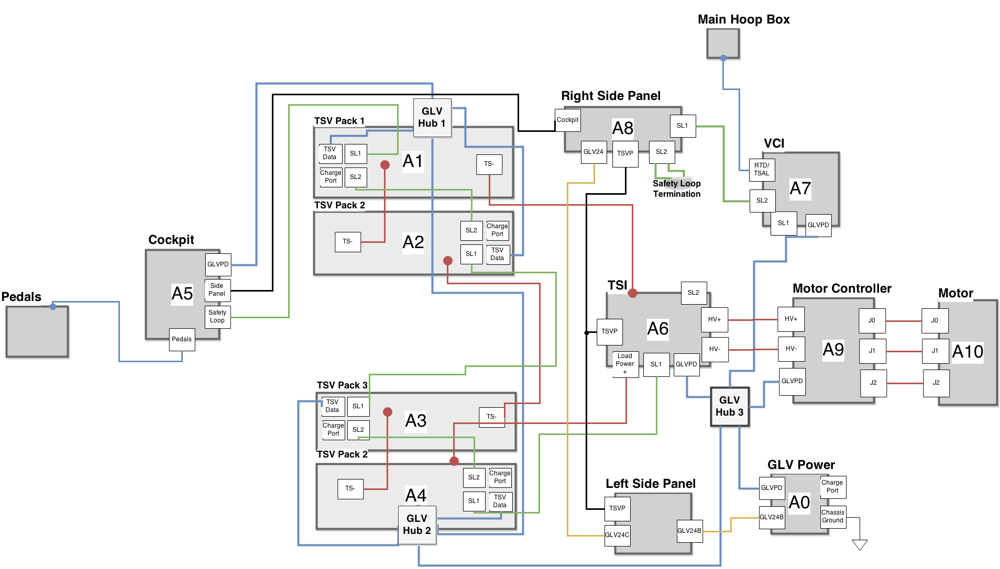 Main Hoop Box
Right Side Panel
Cockpit
A8
SL1
GLV24
TSVP
SL2
Safety Loop
Termination
VCI
RTD/
TSAL
A7
SL2
SL1
GLVPD
GLV
Hub 1
TSV Pack 1
TSV
Data
SL1
A1
TS-
Charge
Port
SL2
TSV Pack 2
TS-
A2
SL2
Charge
Port
SL1
TSV
Data
Cockpit
GLVPD
A5
Side
Panel
Safety
Loop
Pedals
Pedals
TSI
SL2
TSVP
A6
HV+
HV-
Load
Power
+
SL1
GLVPD
Motor Controller
HV+
HV-
GLVPD
A9
J0
J1
J2
Motor
J0
J1
J2
A10
GLV
Hub 3
TSV Pack 3
TSV
Data
SL1
A3
TS-
Charge
Port
SL2
TSV Pack 2
TS-
A4
SL2
Charge
Port
SL1
TSV
Data
GLV
Hub 2
Left Side Panel
TSVP
GLV24C
GLV24B
GLV Power
GLVPD
Charge
Port
A0
GLV24B
Chassis
Ground